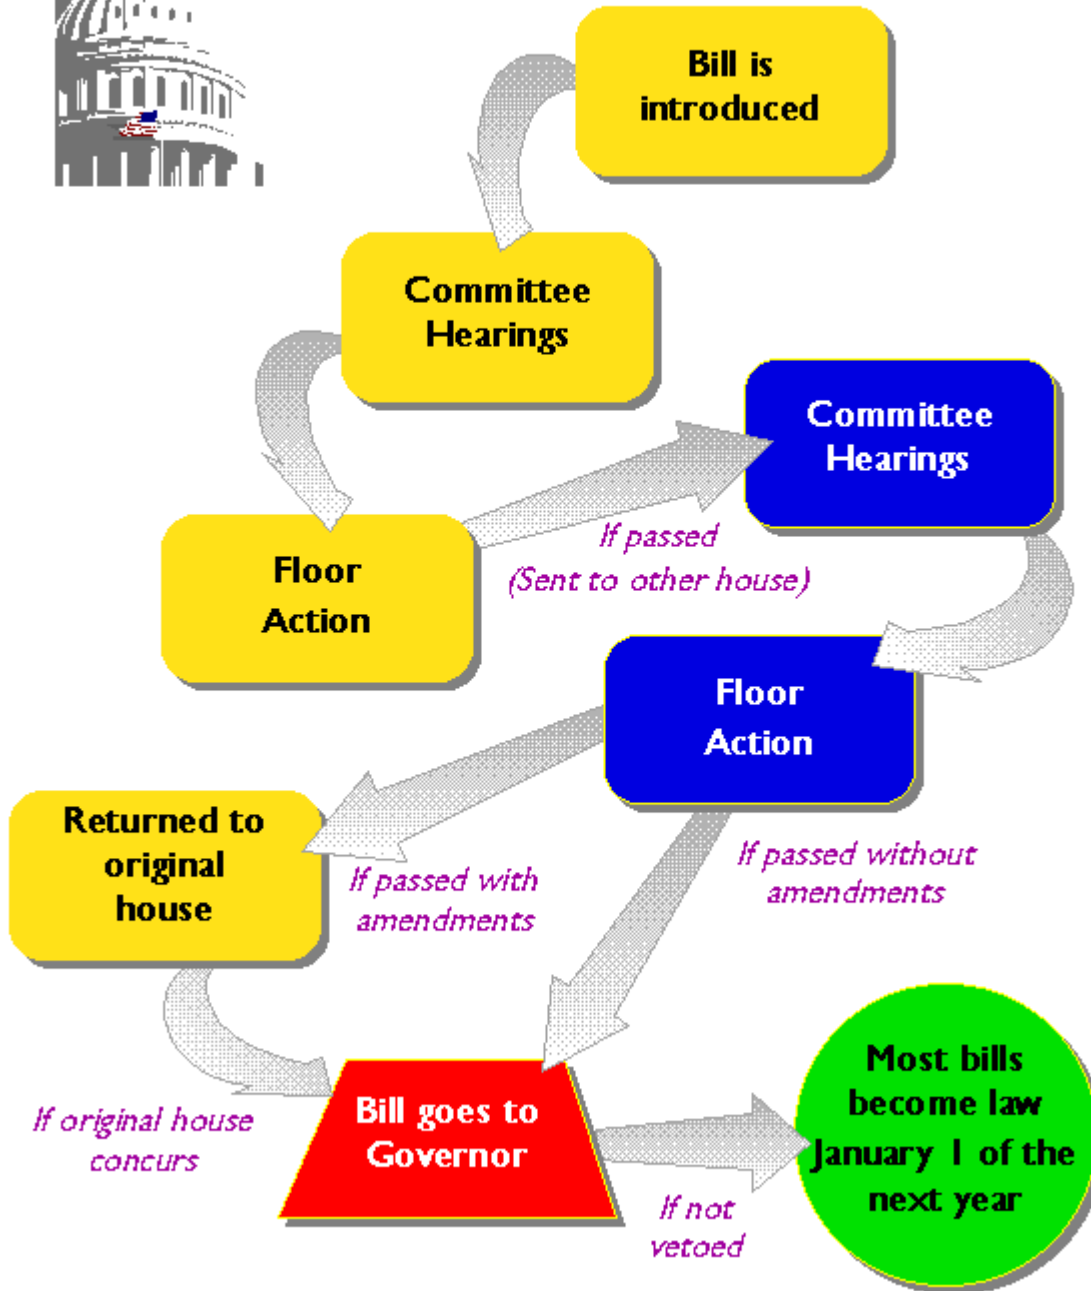 Bill is
introduced
Committee
Hearings
Committee
Hearings
If passed
(Sent to other house)
Floor
Action
Floor
Action
Returned to
original
house
If passed with
amendments
If passed without
amendments
If original house
concurs
Bill goes to
Governor
If not
vetoed
Most bills
become law
January 1 of the
next year